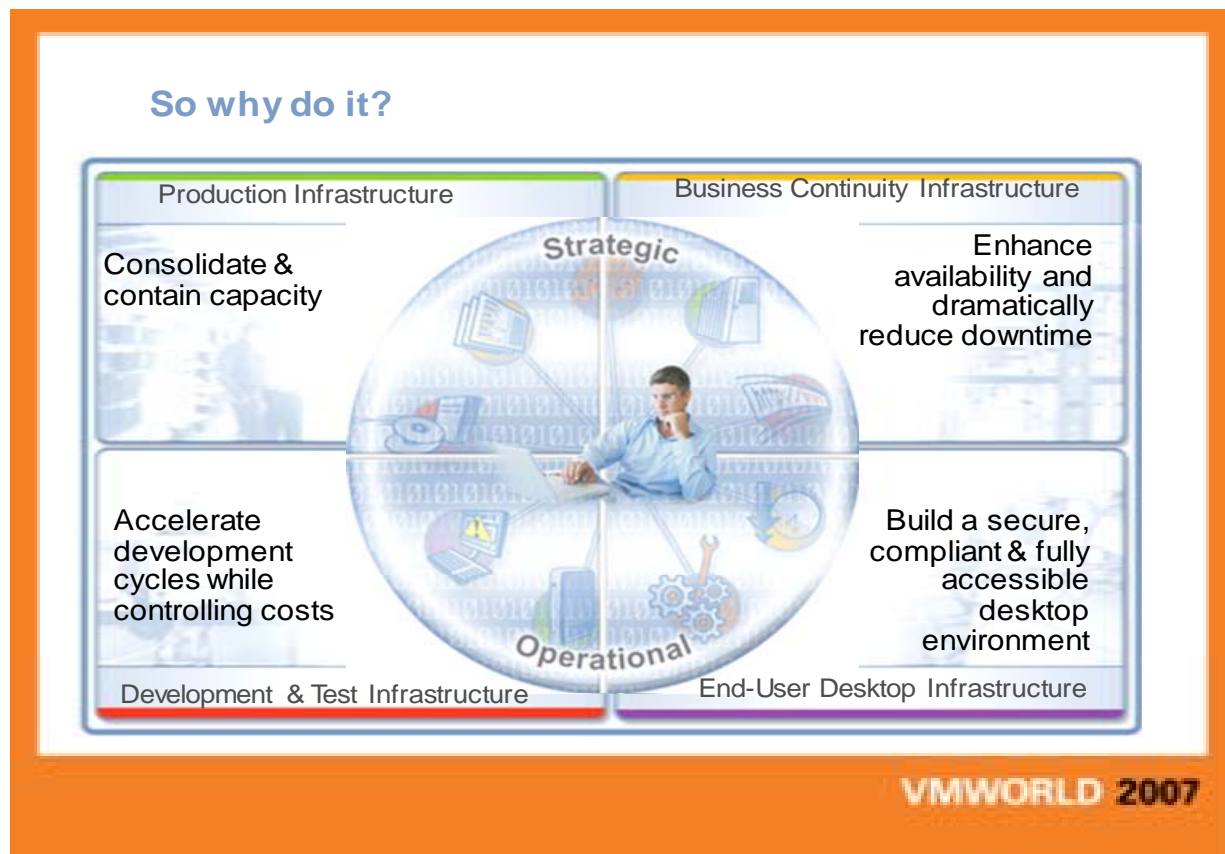 So why do it?
Production Infrastructure
Business Continuity Infrastructure
Consolidate &
contain capacity
Strategic
Enhance
availability and
dramatically
reduce downtime
Accelerate
development
cycles while
controlling costs
Build a secure,
compliant & fully
accessible
desktop
environment
Operational
Development & Test Infrastructure
End-User Desktop Infrastructure
VMWORLD 2007